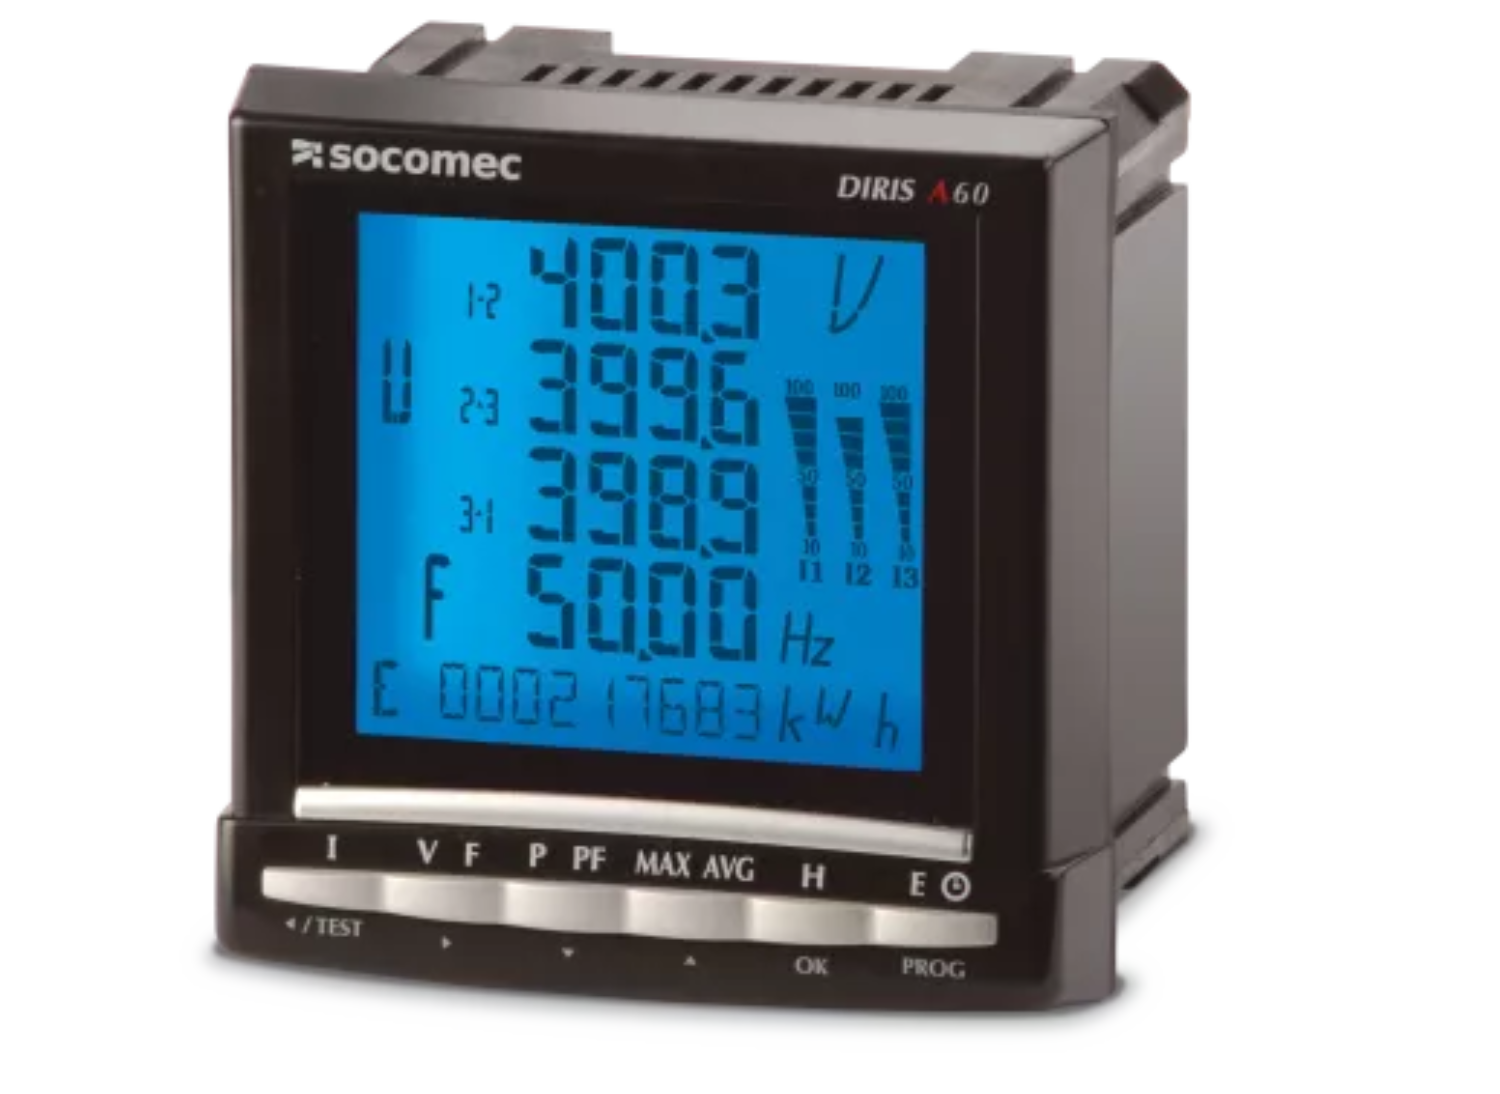 socomec
DIRIS A60
1-2 400.3 V
U 2-3 399.6
3-1 398.9
100 100 100
50 50 50
10 10 10
I1 I2 I3
F 50.00 Hz
E 000217683 kWh
I V F P PF MAX AVG H E
/ TEST OK PROG